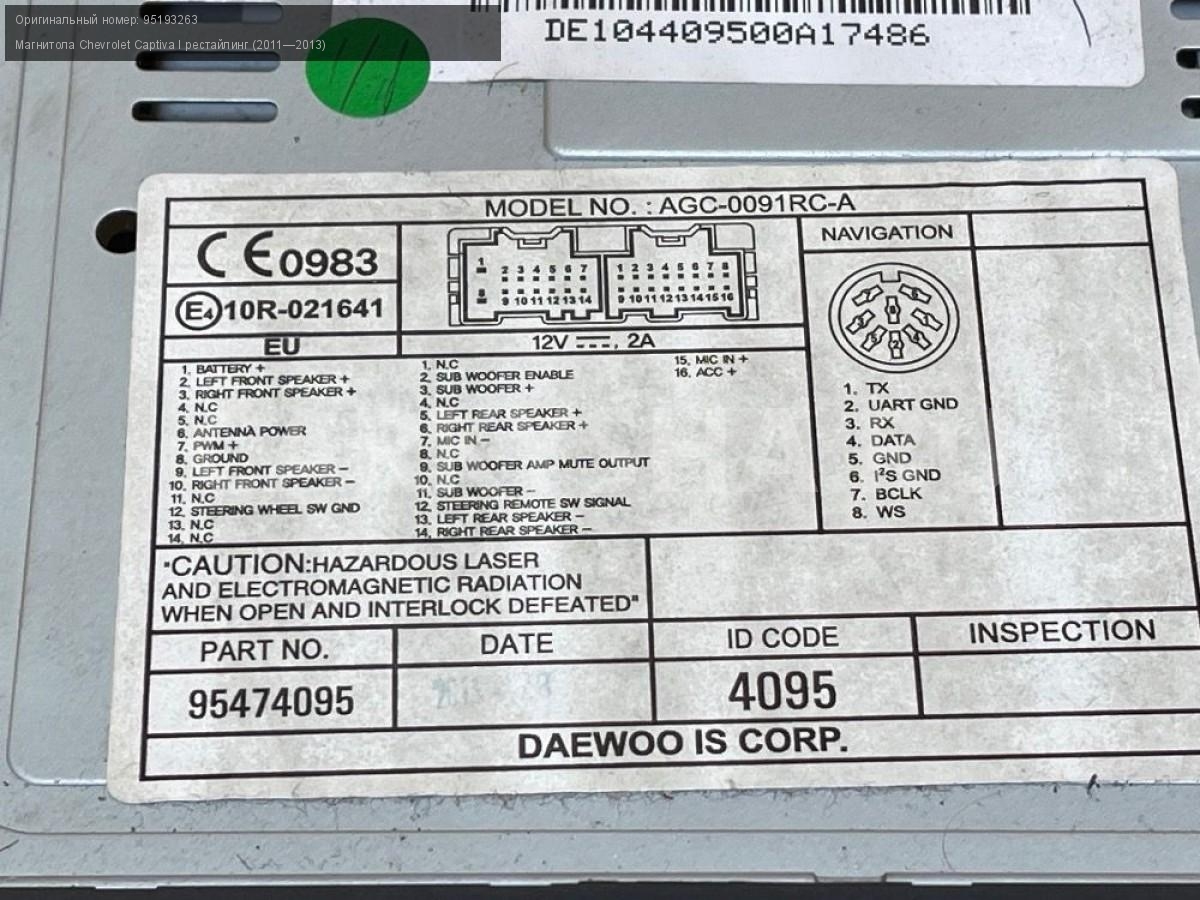 Оригинальный номер: 95193263
Магнитола Chevrolet Captiva I рестайлинг (2011—2013)
DE104409500A17486
MODEL NO. : AGC-0091RC-A
CE0983
E4 10R-021641
EU
1 2 3 4 5 6 7
8 9 10 11 12 13 14
1 2 3 4 5 6 7 8
9 10 11 12 13 14 15 16
12V ⎓, 2A
NAVIGATION
1. BATTERY +
2. LEFT FRONT SPEAKER +
3. RIGHT FRONT SPEAKER +
4. N.C
5. N.C
6. ANTENNA POWER
7. PWM +
8. GROUND
9. LEFT FRONT SPEAKER −
10. RIGHT FRONT SPEAKER −
11. N.C
12. STEERING WHEEL SW GND
13. N.C
14. N.C
1. N.C
2. SUB WOOFER ENABLE
3. SUB WOOFER +
4. N.C
5. LEFT REAR SPEAKER +
6. RIGHT REAR SPEAKER +
7. MIC IN −
8. N.C
9. SUB WOOFER AMP MUTE OUTPUT
10. N.C
11. SUB WOOFER −
12. STEERING REMOTE SW SIGNAL
13. LEFT REAR SPEAKER −
14. RIGHT REAR SPEAKER −
15. MIC IN +
16. ACC +
1. TX
2. UART GND
3. RX
4. DATA
5. GND
6. I²S GND
7. BCLK
8. WS
"CAUTION:HAZARDOUS LASER
AND ELECTROMAGNETIC RADIATION
WHEN OPEN AND INTERLOCK DEFEATED"
PART NO.
DATE
ID CODE
INSPECTION
95474095
4095
DAEWOO IS CORP.